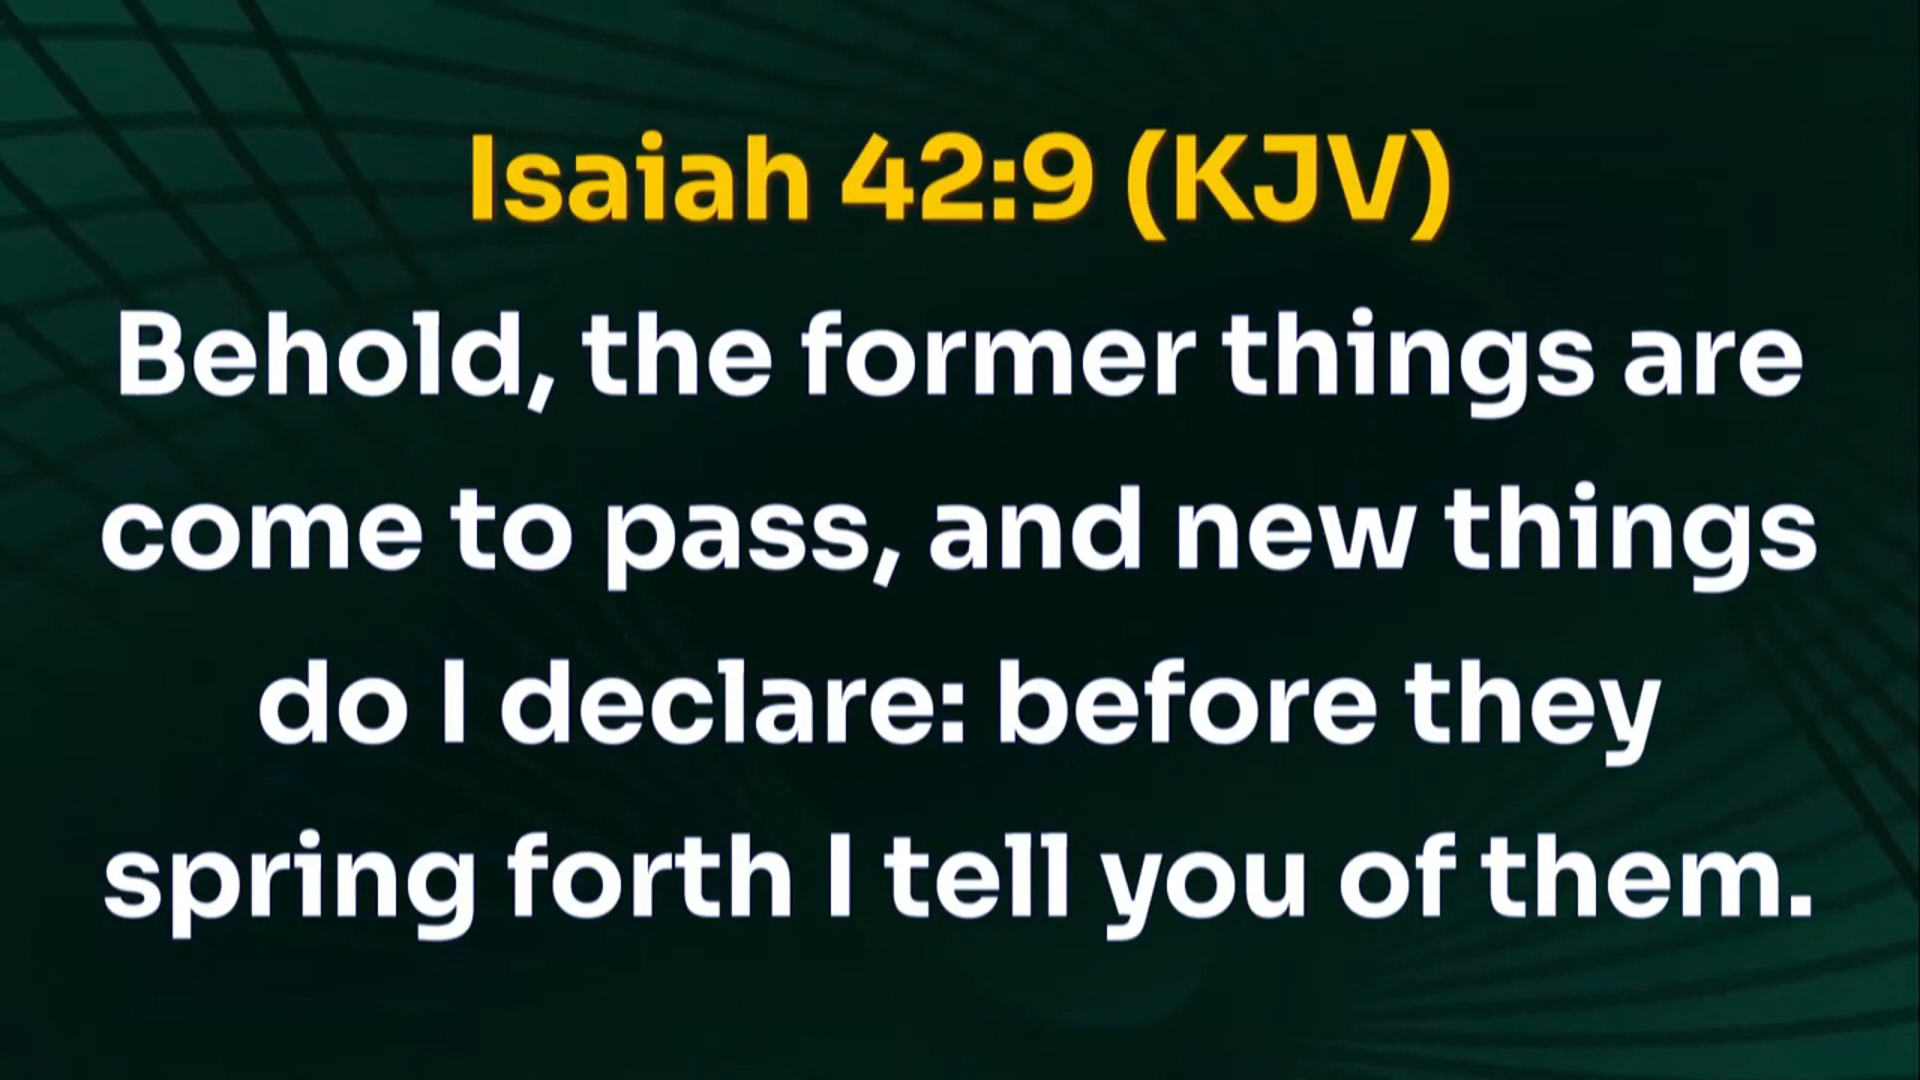 Isaiah 42:9 (KJV)
Behold, the former things are
come to pass, and new things
do I declare: before they
spring forth I tell you of them.